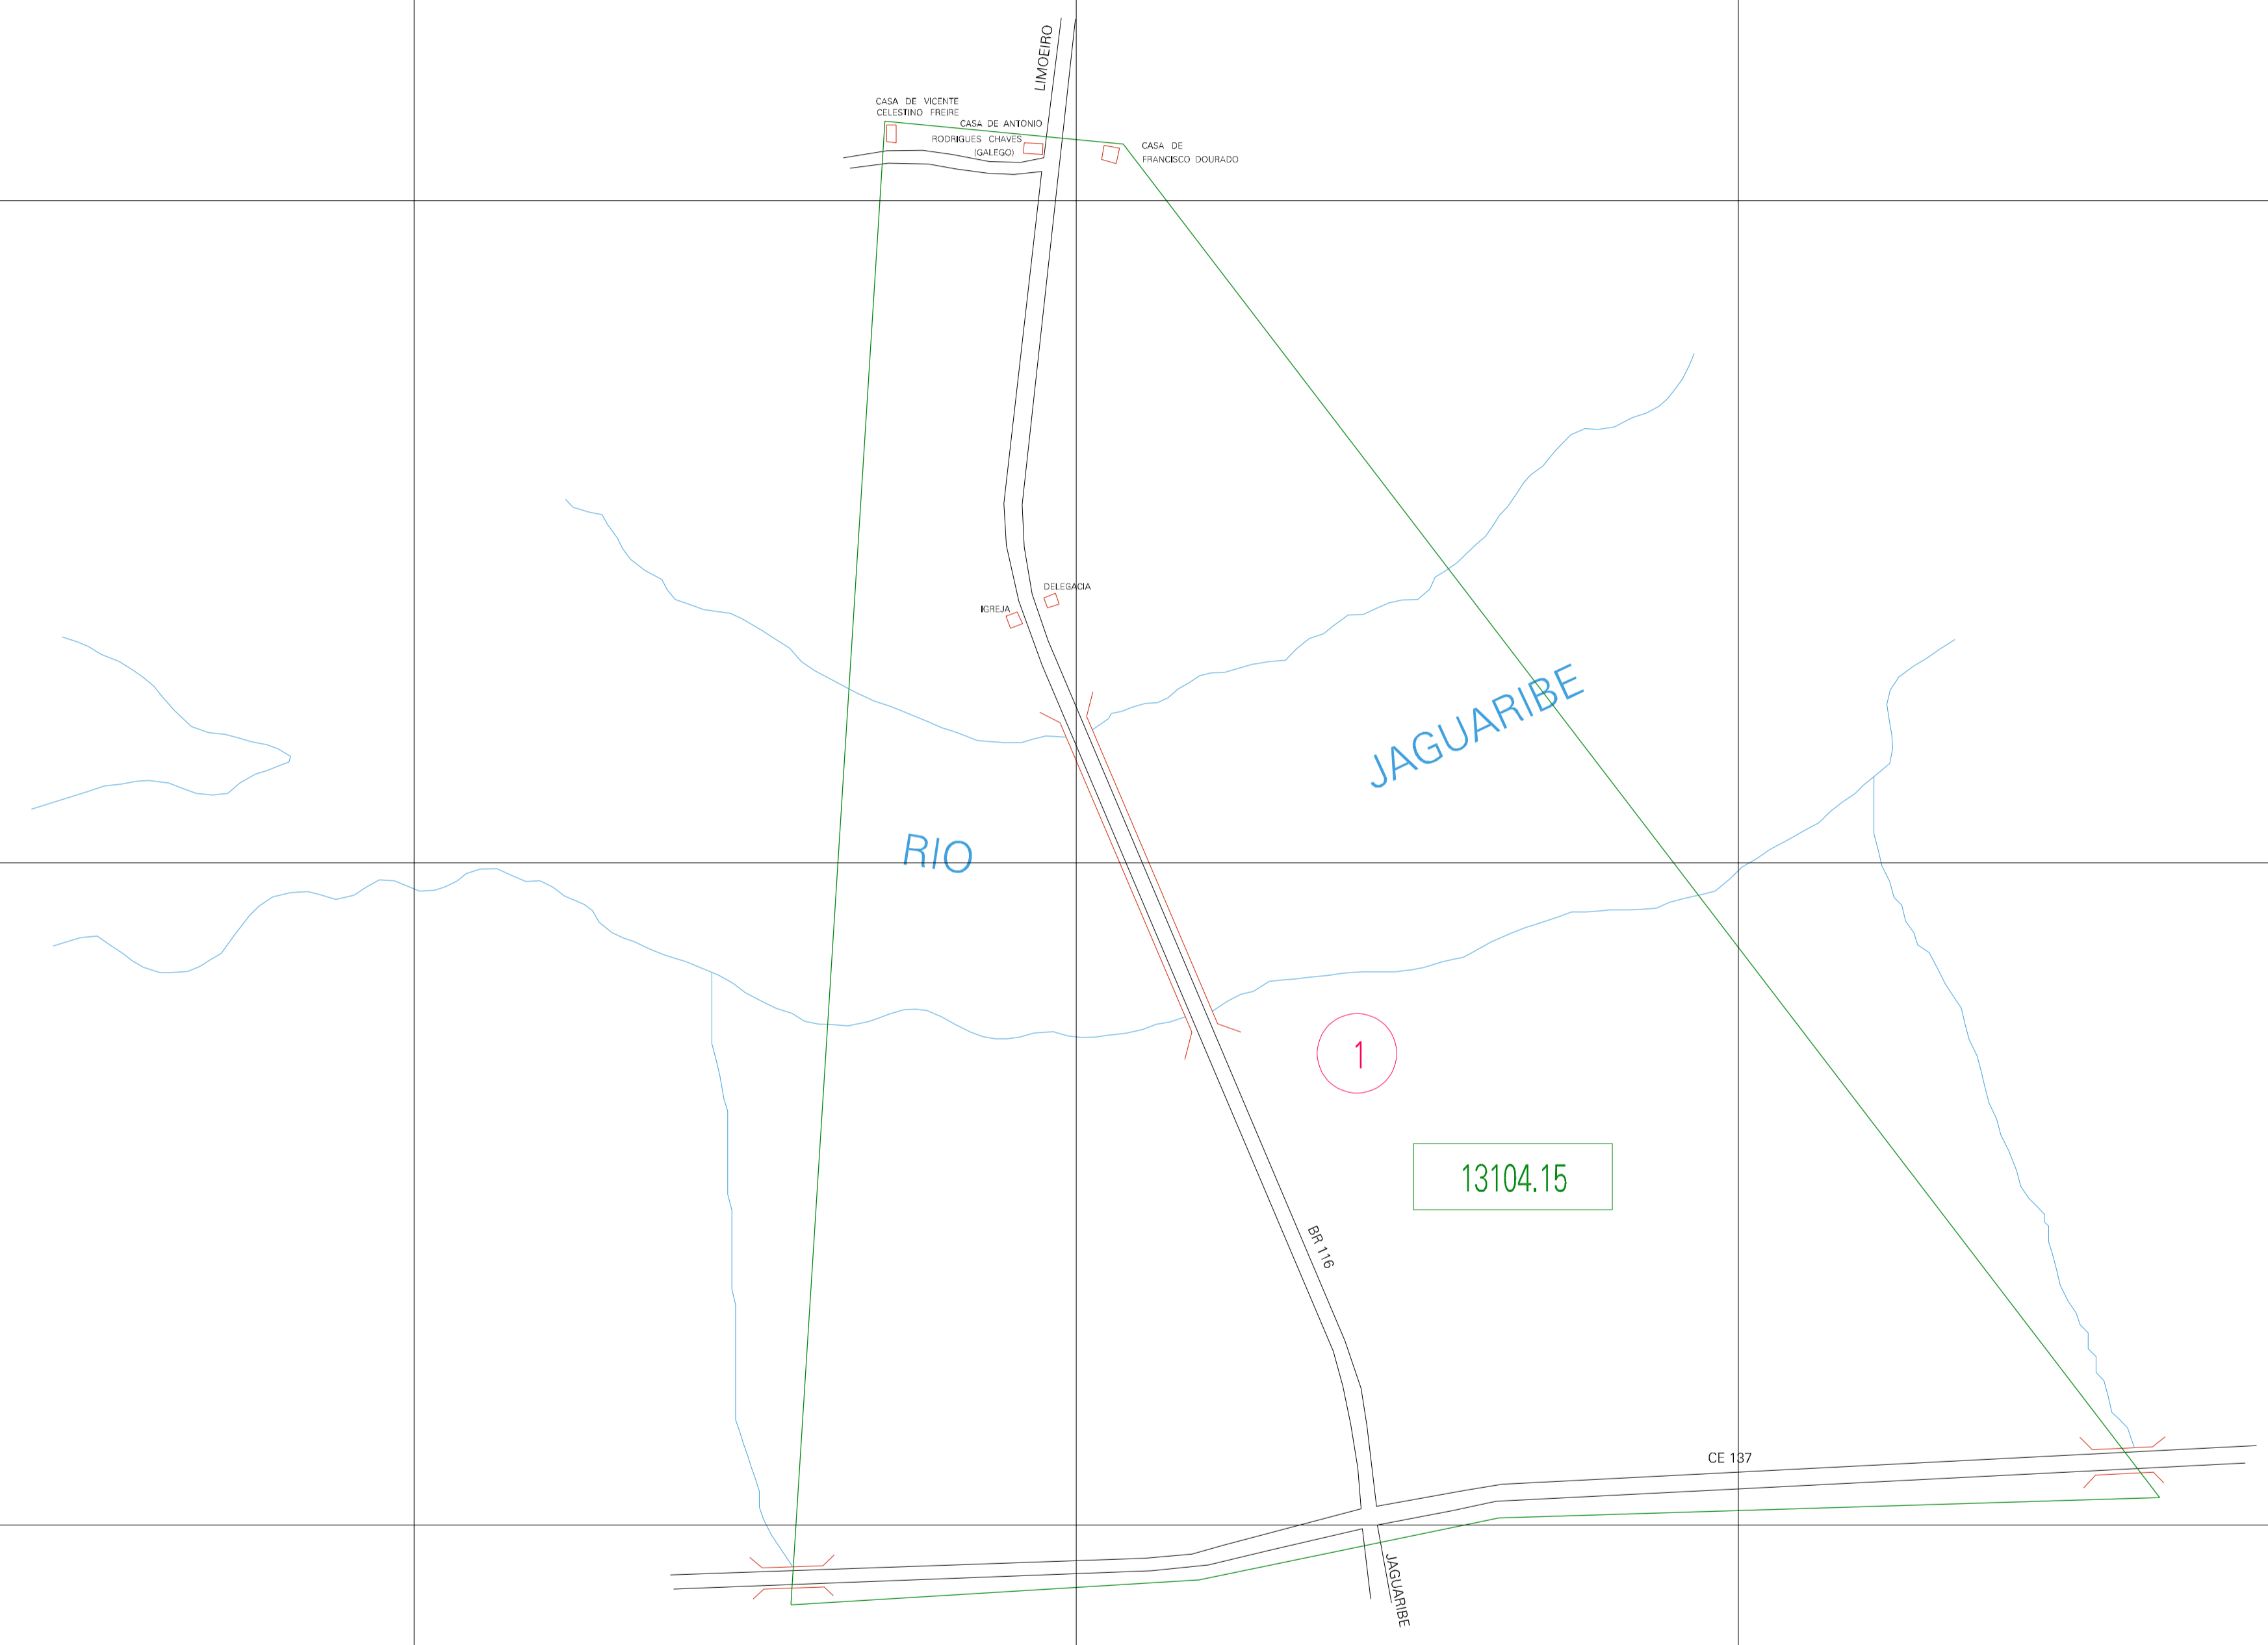 LIMOEIRO
CASA DE VICENTE
CELESTINO FREIRE
CASA DE ANTONIO
RODRIGUES CHAVES
(GALEGO)
CASA DE
FRANCISCO DOURADO
DELEGACIA
IGREJA
JAGUARIBE
RIO
1
13104.15
BR 116
CE 137
JAGUARIBE